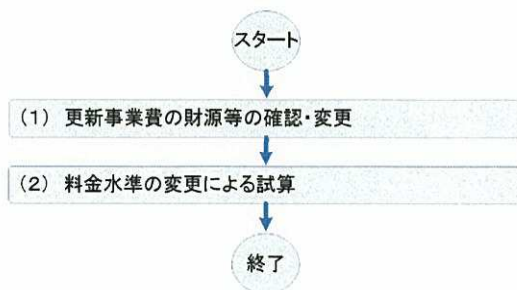 スタート
(1) 更新事業費の財源等の確認・変更
(2) 料金水準の変更による試算
終了